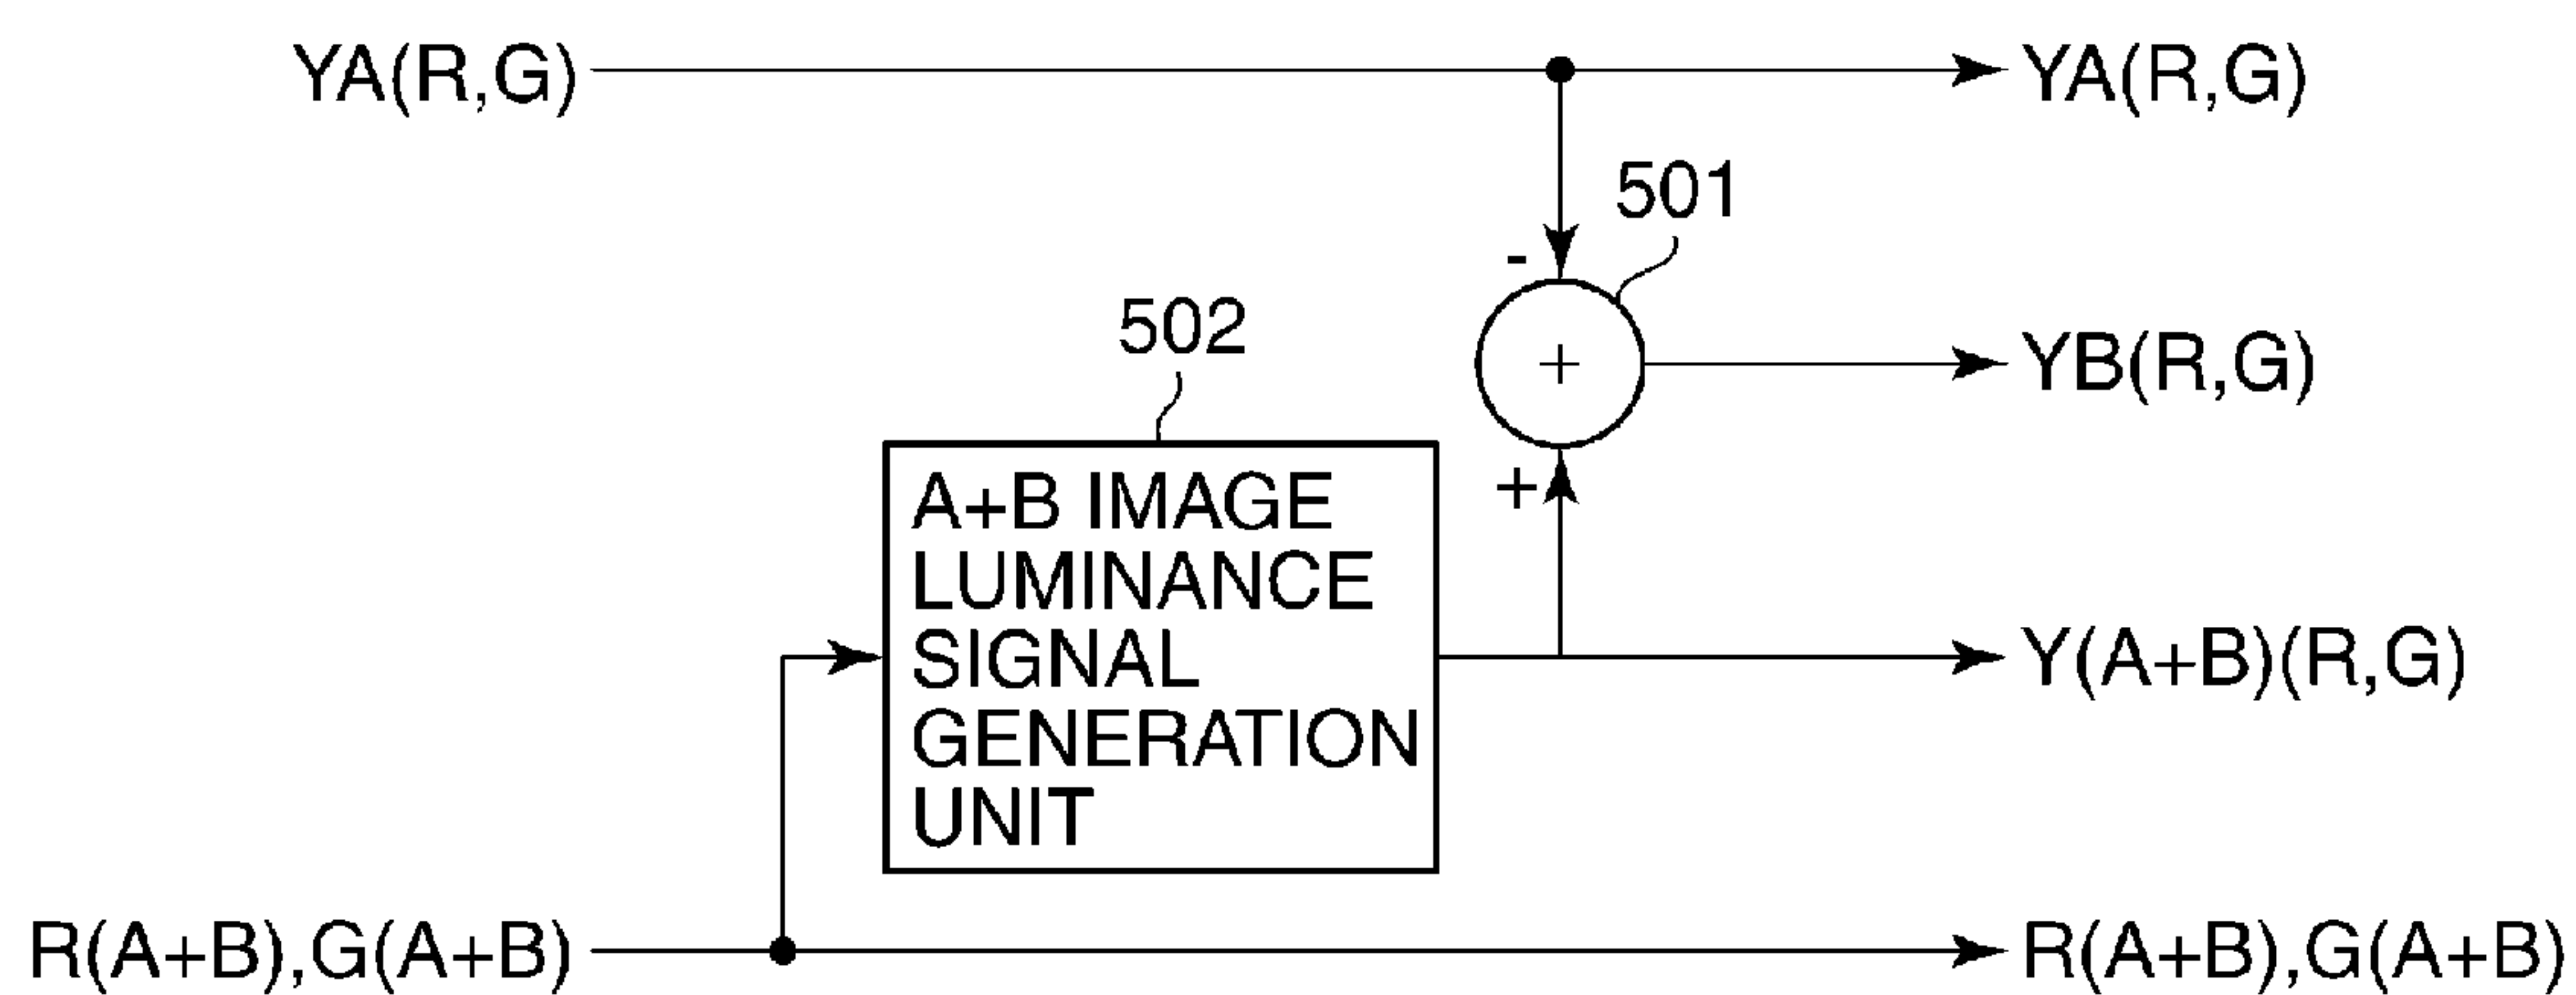 YA(R,G)
YA(R,G)
501
-
502
+
YB(R,G)
+
A+B IMAGE
LUMINANCE
SIGNAL
GENERATION
UNIT
Y(A+B)(R,G)
R(A+B),G(A+B)
R(A+B),G(A+B)